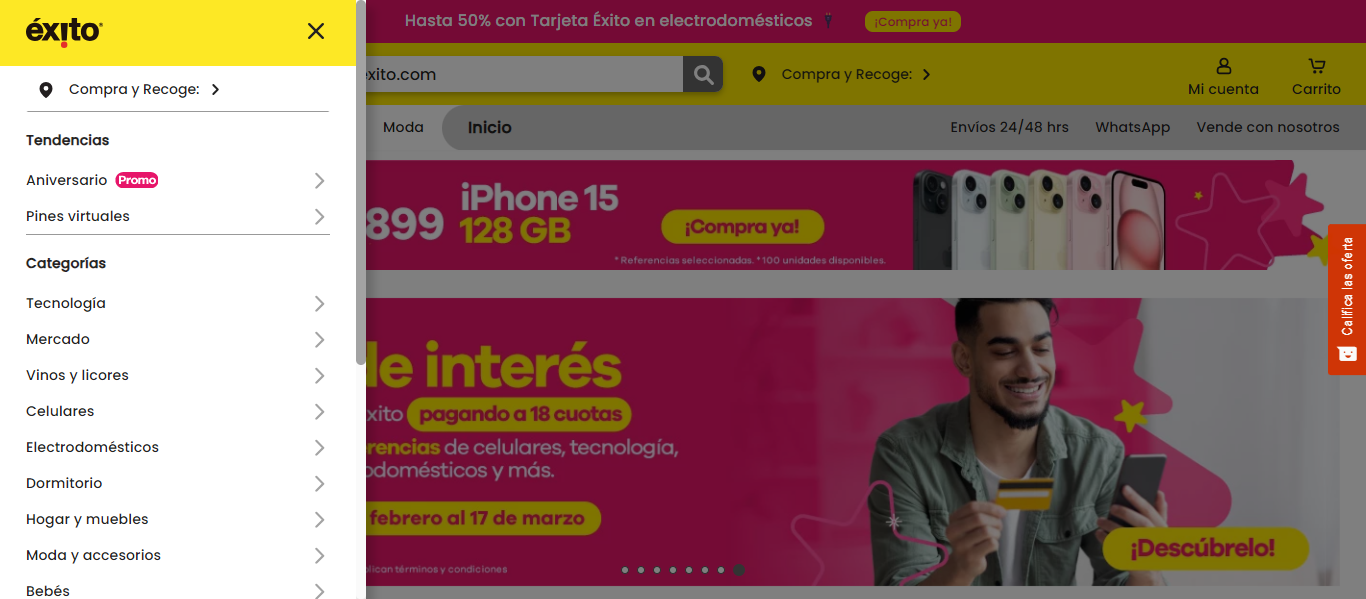 éxito
Compra y Recoge:
Tendencias
Aniversario Promo
Pines virtuales
Categorías
Tecnología
Mercado
Vinos y licores
Celulares
Electrodomésticos
Dormitorio
Hogar y muebles
Moda y accesorios
Bebés
Hasta 50% con Tarjeta Éxito en electrodomésticos ¡Compra ya!
exito.com
Compra y Recoge:
Mi cuenta
Carrito
Moda
Inicio
Envíos 24/48 hrs
WhatsApp
Vende con nosotros
899
iPhone 15
128 GB
¡Compra ya!
* Referencias seleccionadas. *100 unidades disponibles.
Califica las oferta
de interés
xito pagando a 18 cuotas
rencias de celulares, tecnología,
odomésticos y más.
febrero al 17 de marzo
plican términos y condiciones
¡Descúbrelo!